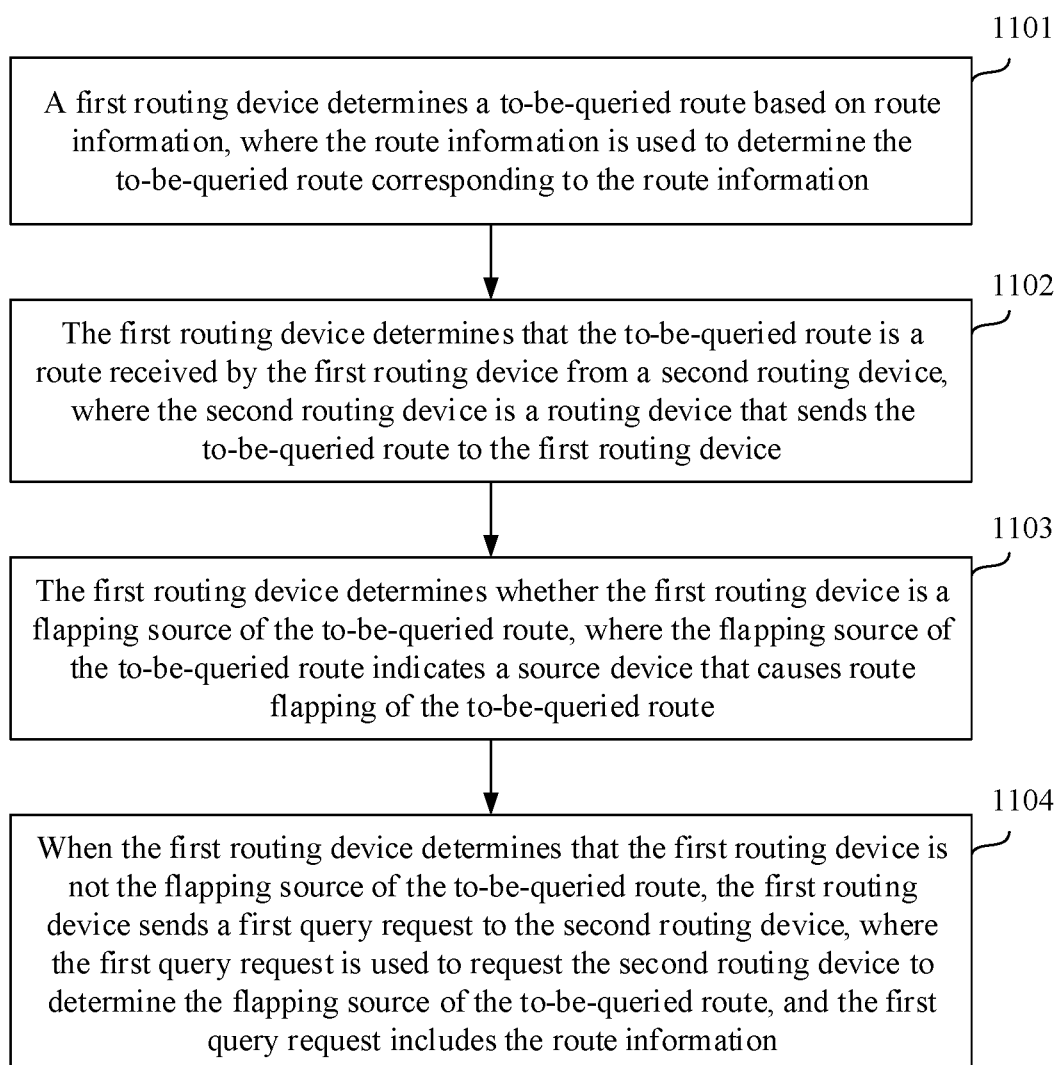 1101
A first routing device determines a to-be-queried route based on route
information, where the route information is used to determine the
to-be-queried route corresponding to the route information
1102
The first routing device determines that the to-be-queried route is a
route received by the first routing device from a second routing device,
where the second routing device is a routing device that sends the
to-be-queried route to the first routing device
1103
The first routing device determines whether the first routing device is a
flapping source of the to-be-queried route, where the flapping source of
the to-be-queried route indicates a source device that causes route
flapping of the to-be-queried route
1104
When the first routing device determines that the first routing device is
not the flapping source of the to-be-queried route, the first routing
device sends a first query request to the second routing device, where
the first query request is used to request the second routing device to
determine the flapping source of the to-be-queried route, and the first
query request includes the route information